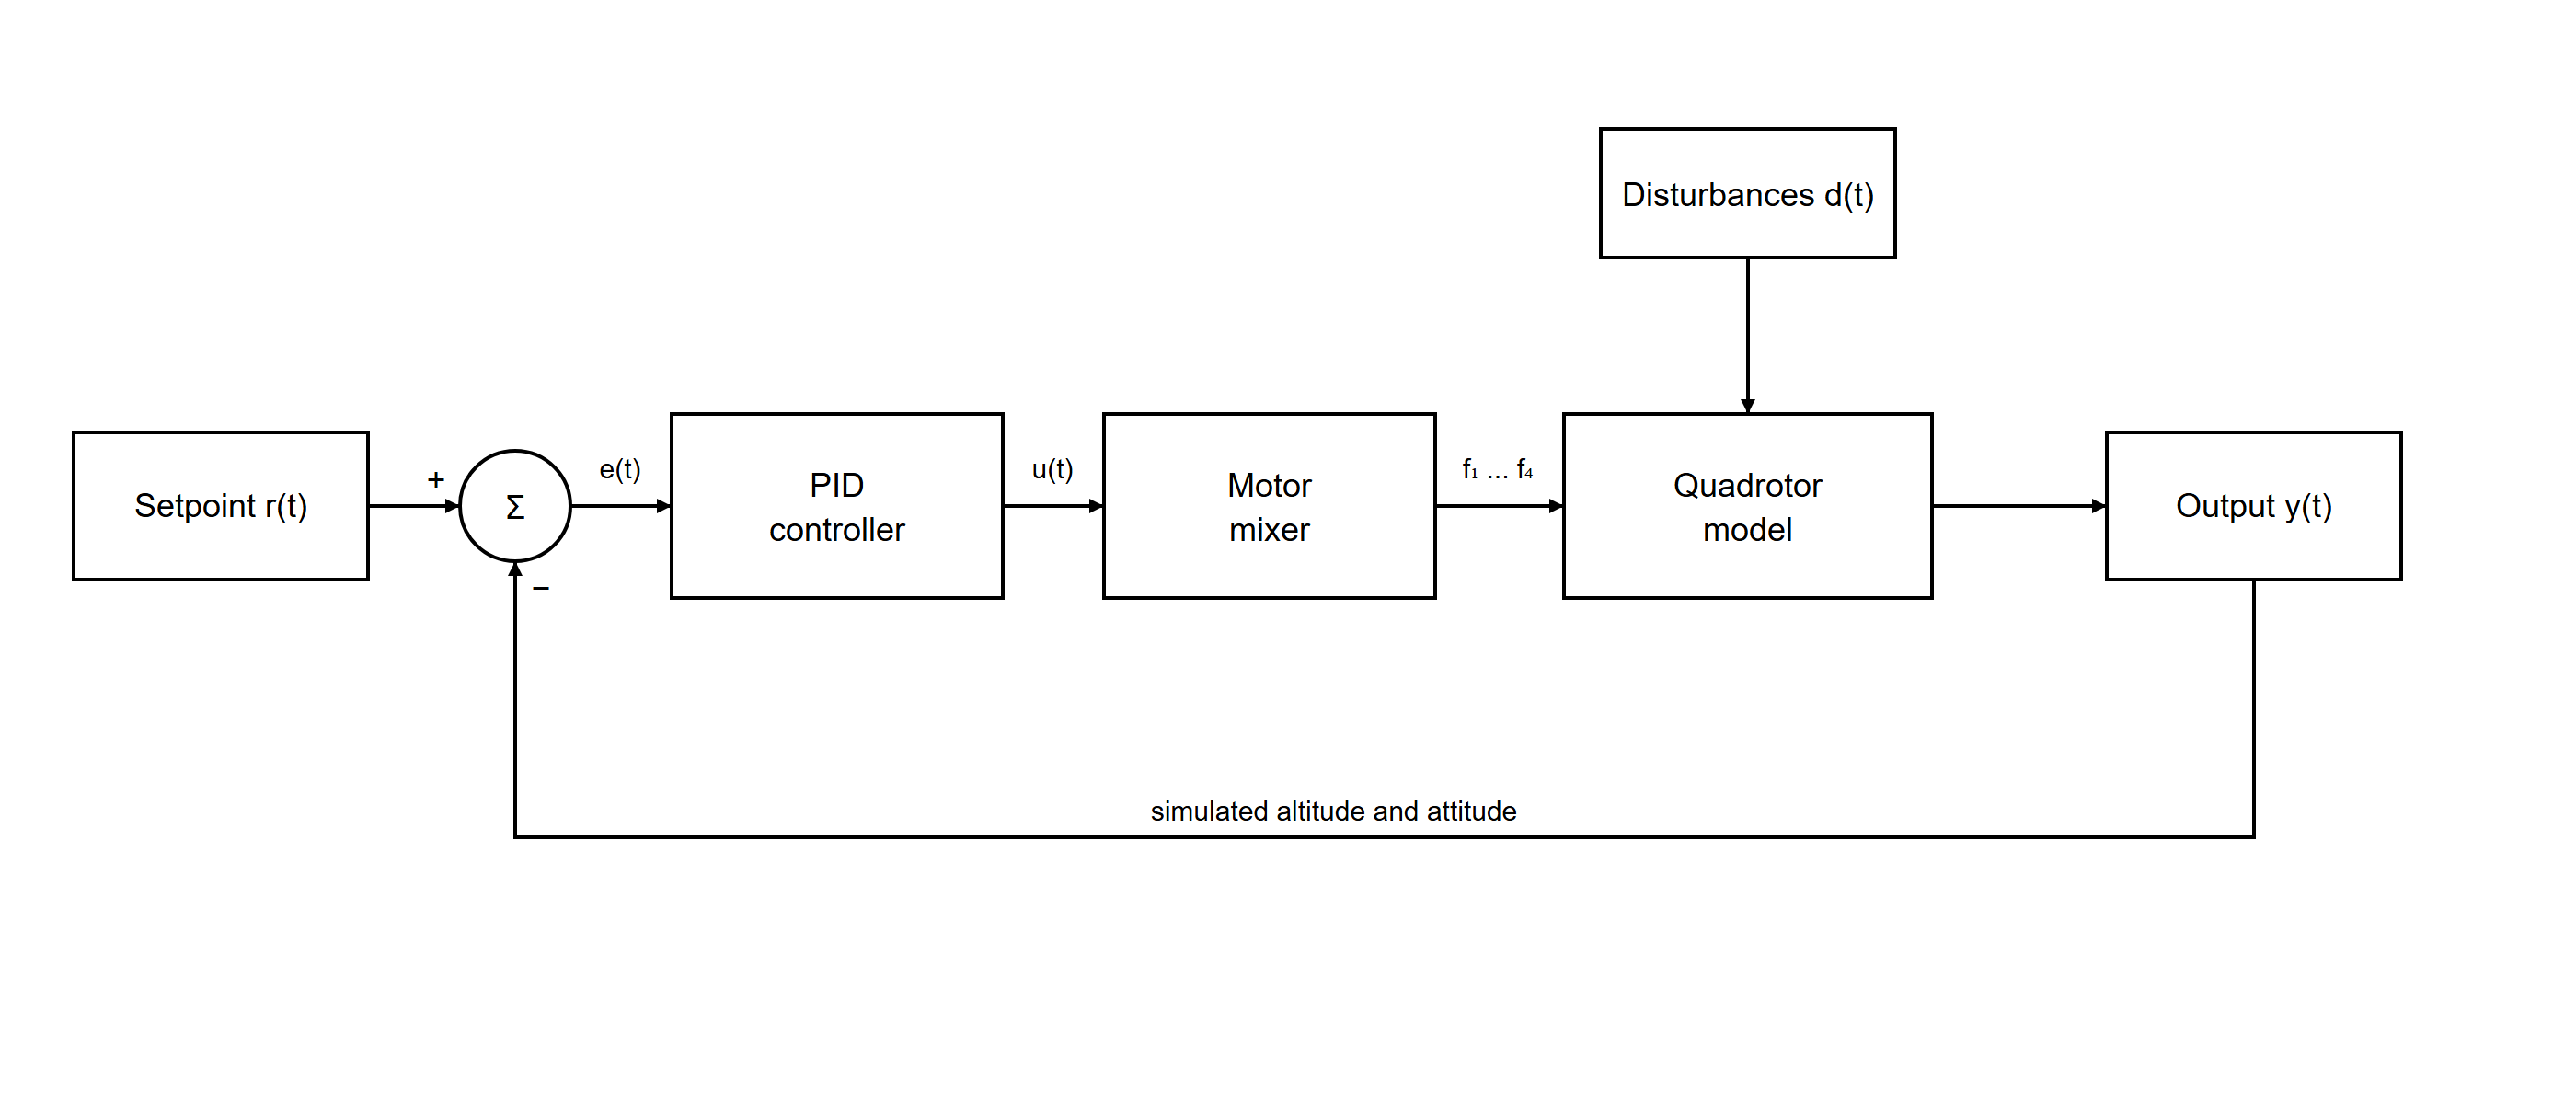 Disturbances d(t)
Setpoint r(t)
+
Σ
−
e(t)
PID
controller
u(t)
Motor
mixer
f₁ ... f₄
Quadrotor
model
Output y(t)
simulated altitude and attitude